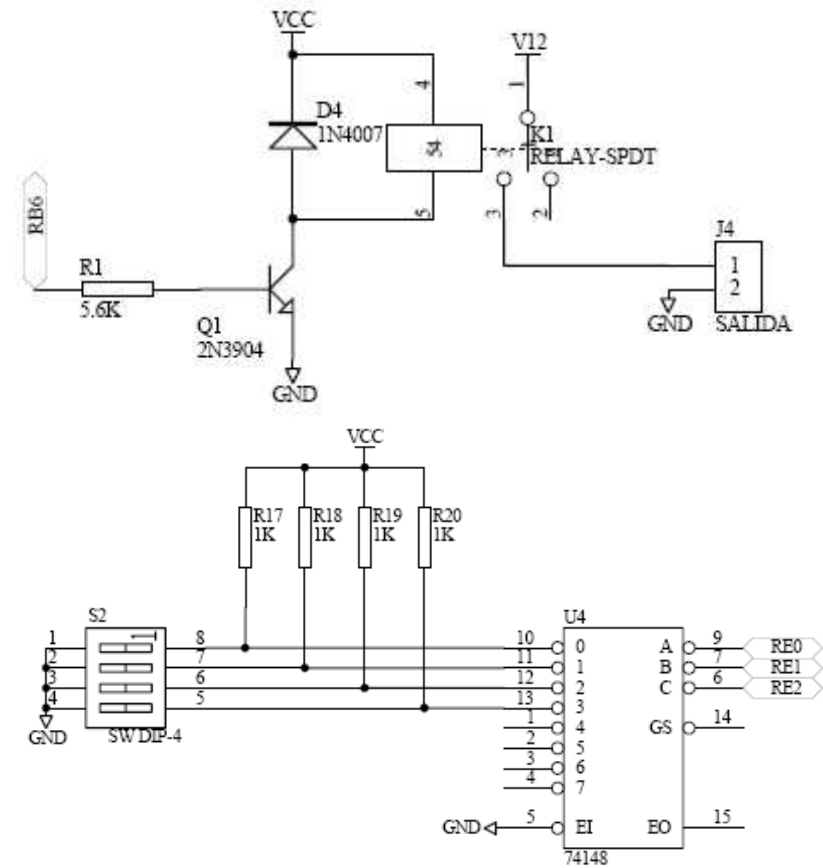 VCC
V12
4
1
D4
1N4007
K1
RELAY-SPDT
3
5
3
2
RB6
R1
5.6K
Q1
2N3904
GND
J4
1
2
GND
SALIDA
VCC
R17
1K
R18
1K
R19
1K
R20
1K
S2
1 8
2 7
3 6
4 5
GND
SW DIP-4
U4
10 0 A 9 RE0
11 1 B 7 RE1
12 2 C 6 RE2
13 3
1 4 GS 14
2 5
3 6
4 7
GND 5 EI EO 15
74148